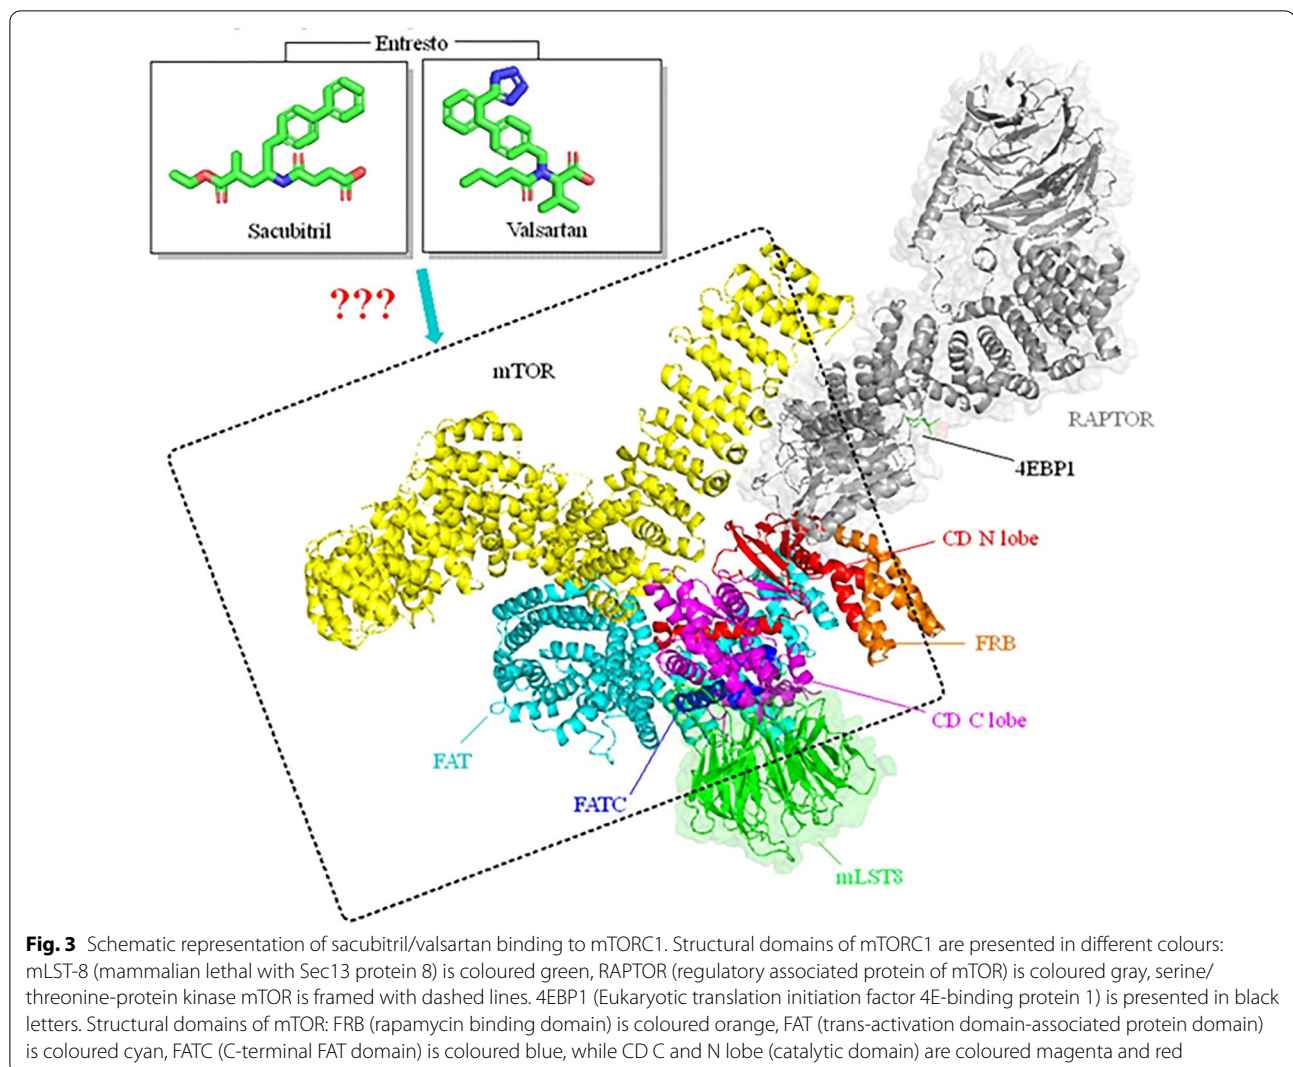 Entresto
Sacubitril
Valsartan
???
mTOR
RAPTOR
4EBP1
CD N lobe
FRB
CD C lobe
FAT
FATC
mLST8
Fig. 3 Schematic representation of sacubitril/valsartan binding to mTORC1. Structural domains of mTORC1 are presented in different colours:
mLST-8 (mammalian lethal with Sec13 protein 8) is coloured green, RAPTOR (regulatory associated protein of mTOR) is coloured gray, serine/
threonine-protein kinase mTOR is framed with dashed lines. 4EBP1 (Eukaryotic translation initiation factor 4E-binding protein 1) is presented in black
letters. Structural domains of mTOR: FRB (rapamycin binding domain) is coloured orange, FAT (trans-activation domain-associated protein domain)
is coloured cyan, FATC (C-terminal FAT domain) is coloured blue, while CD C and N lobe (catalytic domain) are coloured magenta and red